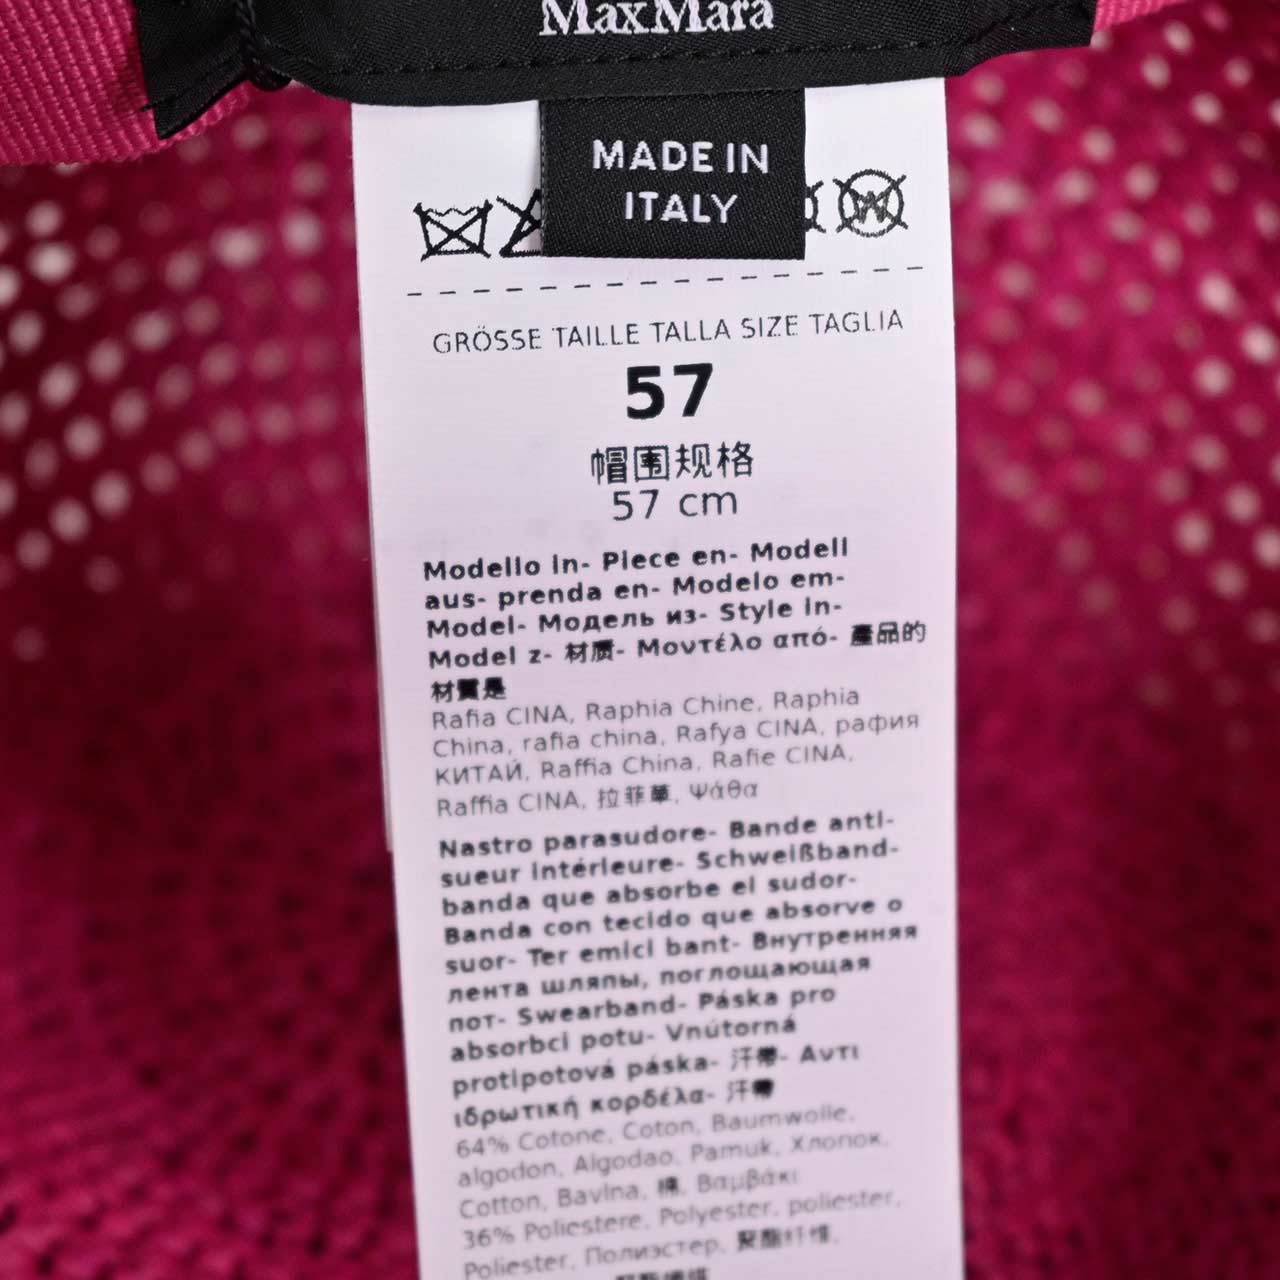 MaxMara
MADE IN
ITALY
GRÖSSE TAILLE TALLA SIZE TAGLIA
57
帽围规格
57 cm
Modello in- Piece en- Modell
aus- prenda en- Modelo em-
Model- Модель из- Style in-
Model z- 材质- Μοντέλο από- 產品的
材質是
Rafia CINA, Raphia Chine, Raphia
China, rafia china, Rafya CINA, рафия
КИТАЙ, Raffia China, Rafie CINA,
Raffia CINA, 拉菲草, Ψάθα
Nastro parasudore- Bande anti-
sueur intérieure- Schweißband-
banda que absorbe el sudor-
Banda con tecido que absorve o
suor- Ter emici bant- Внутренняя
лента шляпы, поглощающая
пот- Swearband- Páska pro
absorbci potu- Vnútorná
protipotová páska- 汗帶- Αντι
ιδρωτική κορδέλα- 汗帶
64% Cotone, Coton, Baumwolle,
algodon, Algodao, Pamuk, Хлопок,
Cotton, Bavlna, 棉, Βαμβάκι
36% Poliestere, Polyester, poliester,
Poliester, Полиэстер, 聚酯纤维,